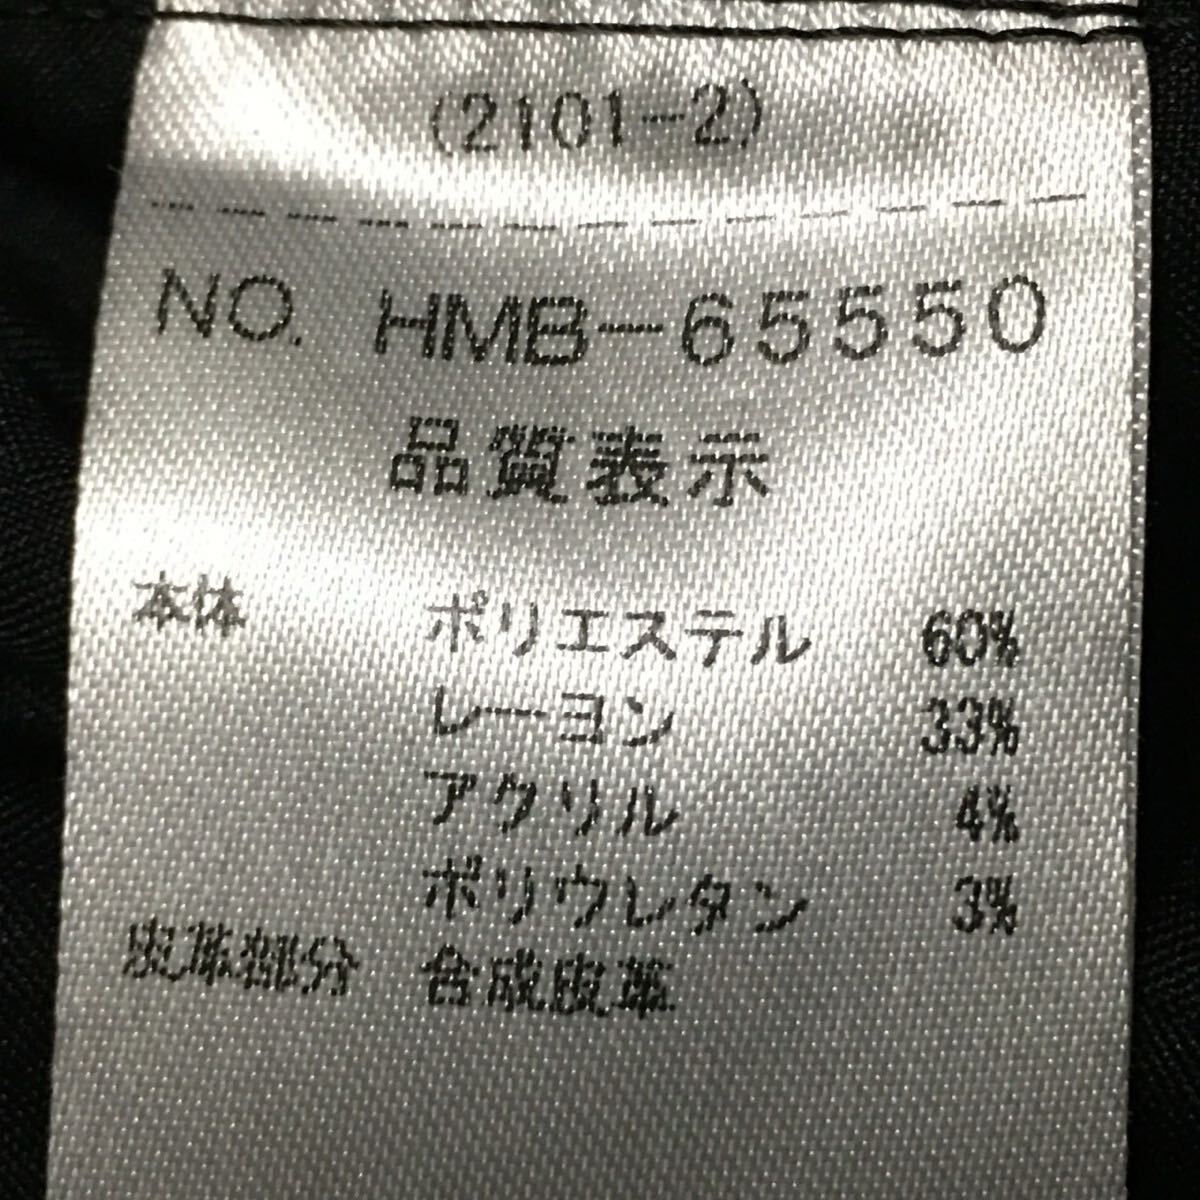 (2101-2)
NO. HMB-65550
品質表示
本体 ポリエステル 60%
レーヨン 33%
アクリル 4%
ポリウレタン 3%
皮革部分 合成皮革